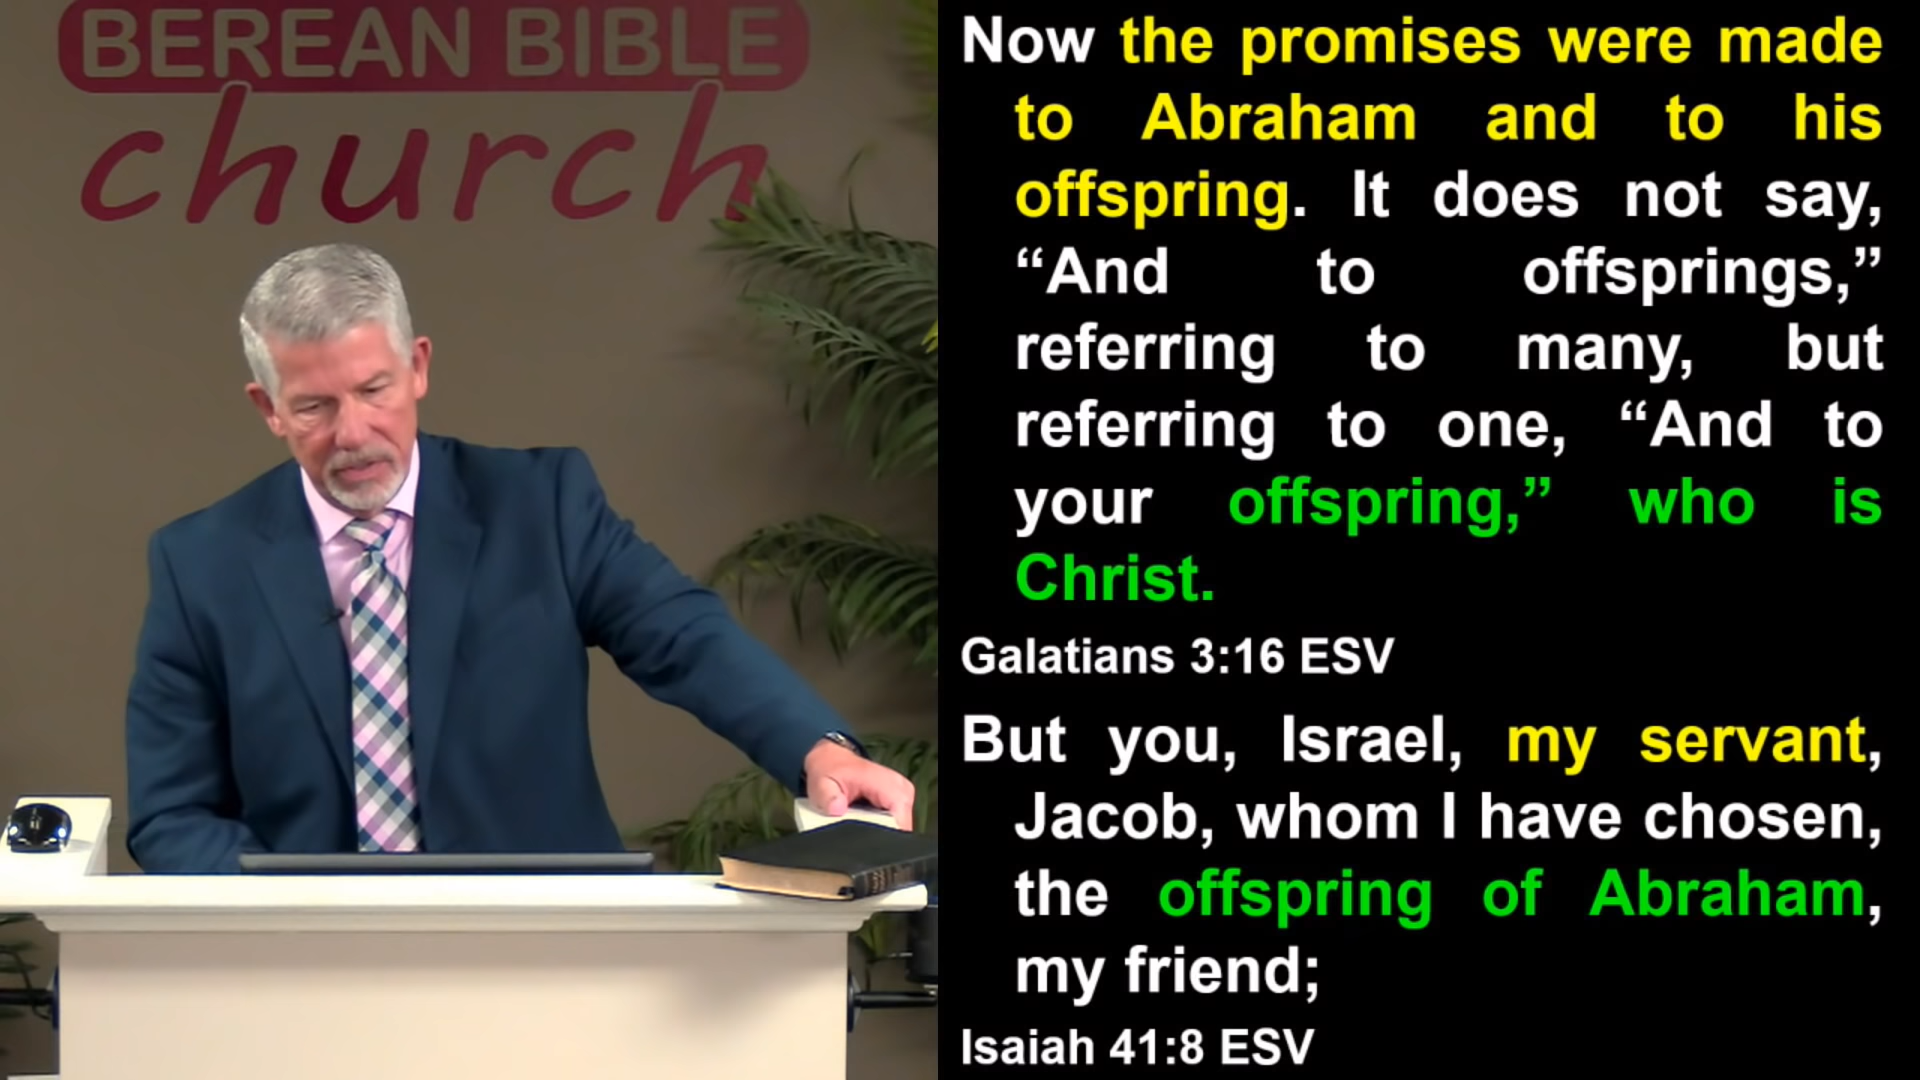 BEREAN BIBLE
church
Now the promises were made
to Abraham and to his
offspring. It does not say,
“And to offsprings,”
referring to many, but
referring to one, “And to
your offspring,” who is
Christ.
Galatians 3:16 ESV
But you, Israel, my servant,
Jacob, whom I have chosen,
the offspring of Abraham,
my friend;
Isaiah 41:8 ESV